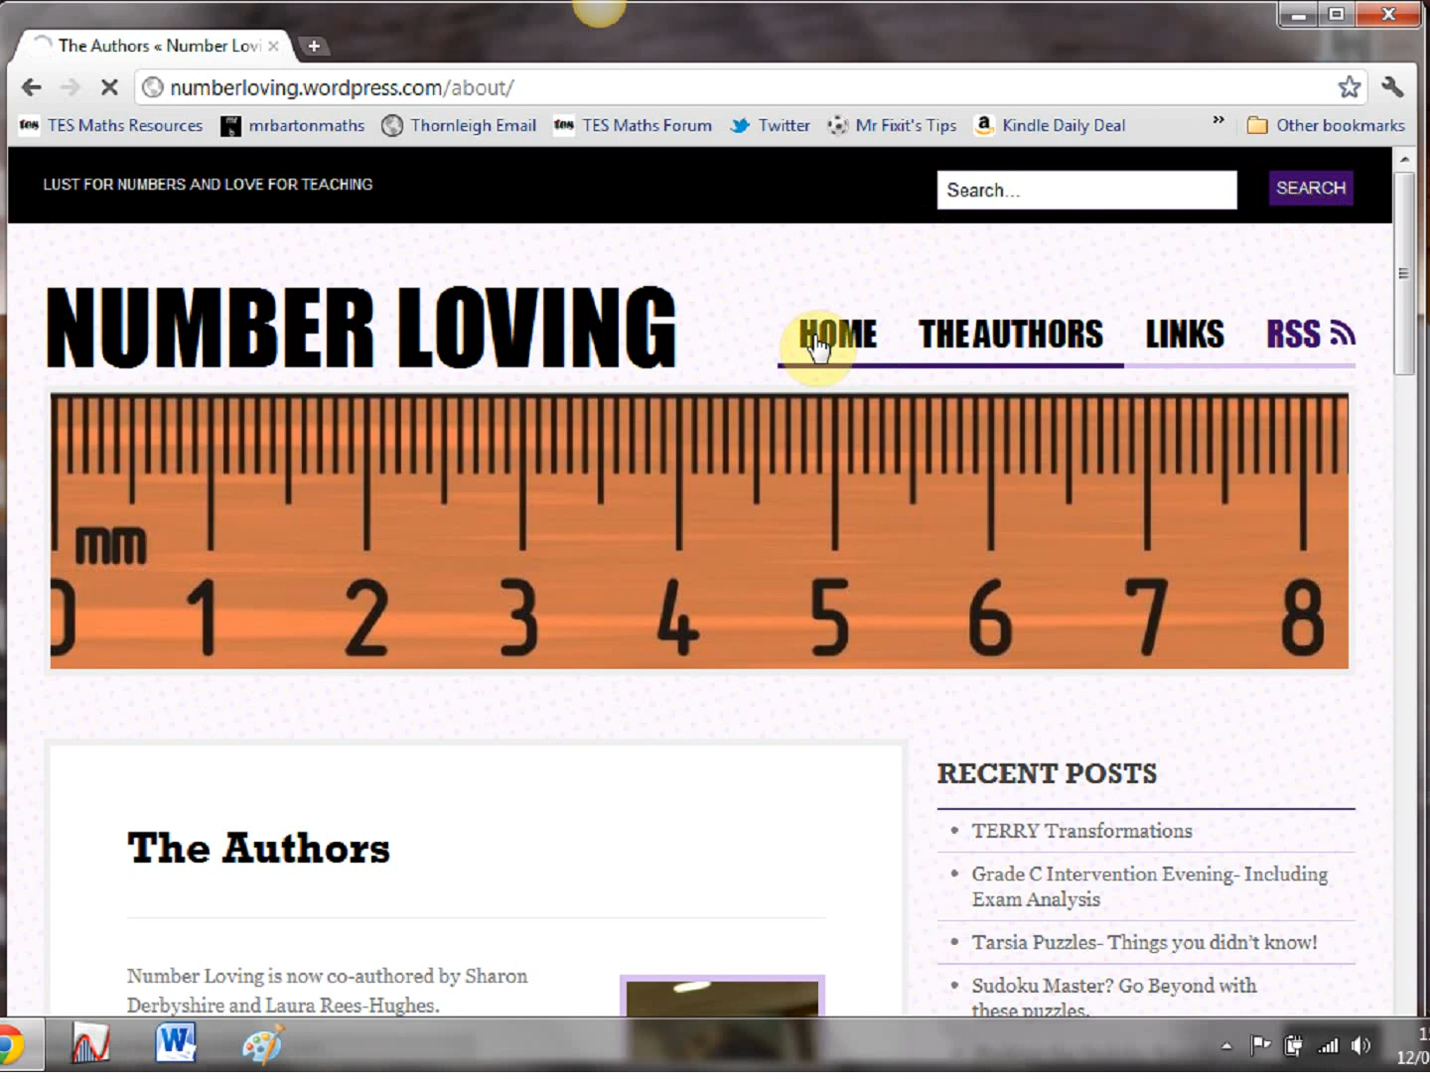 The Authors « Number Lovi
numberloving.wordpress.com/about/
TES Maths Resources mrbartonmaths Thornleigh Email TES Maths Forum Twitter Mr Fixit's Tips Kindle Daily Deal » Other bookmarks
LUST FOR NUMBERS AND LOVE FOR TEACHING
Search...
SEARCH
NUMBER LOVING
HOME THE AUTHORS LINKS RSS
mm
0 1 2 3 4 5 6 7 8
The Authors
Number Loving is now co-authored by Sharon
Derbyshire and Laura Rees-Hughes.
RECENT POSTS
• TERRY Transformations
• Grade C Intervention Evening- Including
Exam Analysis
• Tarsia Puzzles- Things you didn't know!
• Sudoku Master? Go Beyond with
these puzzles.